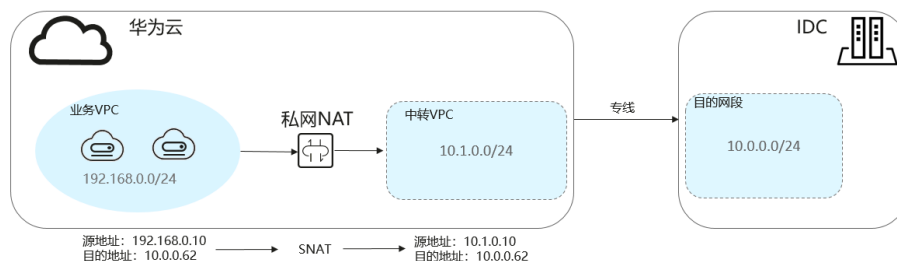 华为云
IDC
业务VPC
192.168.0.0/24
私网NAT
中转VPC
10.1.0.0/24
专线
目的网段
10.0.0.0/24
源地址：192.168.0.10
目的地址：10.0.0.62
SNAT
源地址：10.1.0.10
目的地址：10.0.0.62